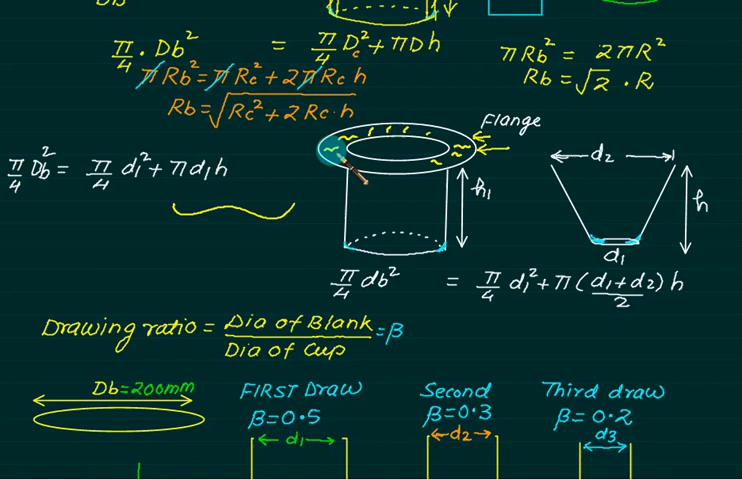 Db
π/4 · Db² = π/4 Dc² + πDh
πRb² = πRc² + 2πRc h
Rb = √(Rc² + 2Rc·h)
πRb² = 2πR²
Rb = √2 · R
Flange
π/4 Db² = π/4 d₁² + πd₁h
h₁
d₂
h
d₁
π/4 db² = π/4 d₁² + π(d₁+d₂)/2 h
Drawing ratio = Dia of Blank / Dia of Cup = β
Db=200mm
FIRST DRAW
β=0.5
d₁
Second
β=0.3
d₂
Third draw
β=0.2
d₃